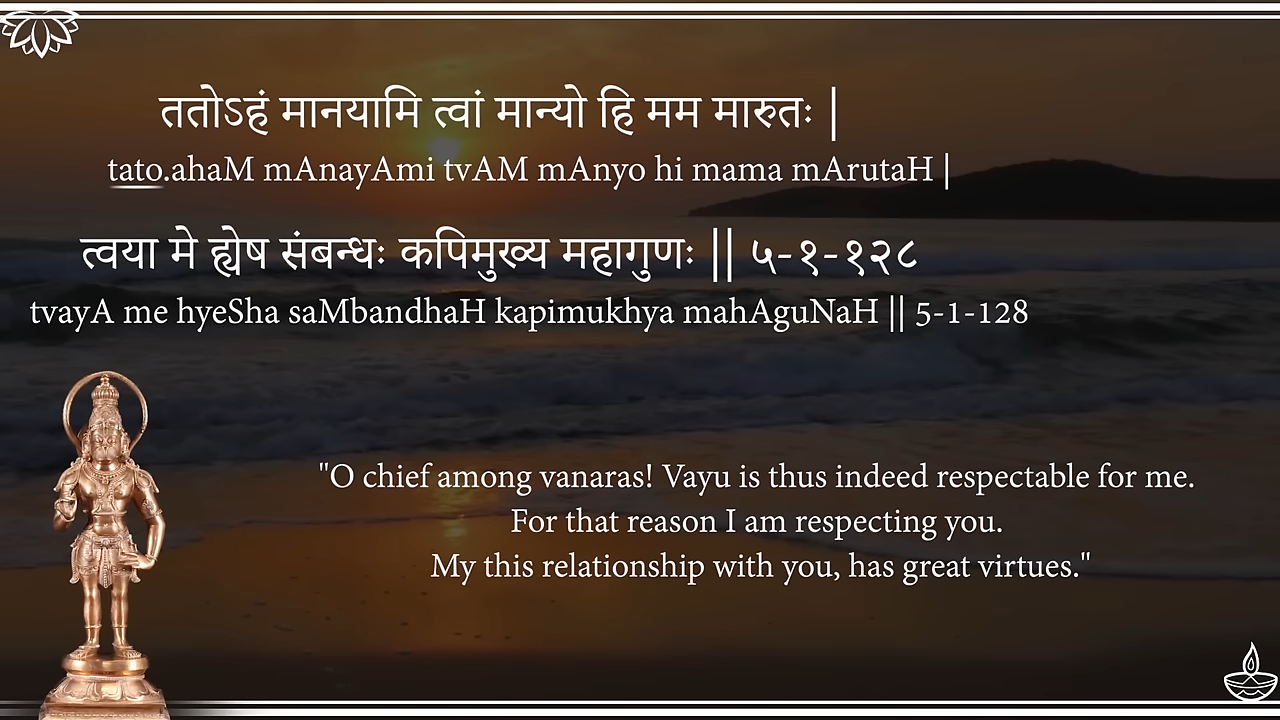 ततोऽहं मानयामि त्वां मान्यो हि मम मारुतः |
tato.ahaM mAnayAmi tvAM mAnyo hi mama mArutaH |
त्वया मे ह्येष संबन्धः कपिमुख्य महागुणः || ५-१-१२८
tvayA me hyeSha saMbandhaH kapimukhya mahAguNaH || 5-1-128
"O chief among vanaras! Vayu is thus indeed respectable for me.
For that reason I am respecting you.
My this relationship with you, has great virtues."